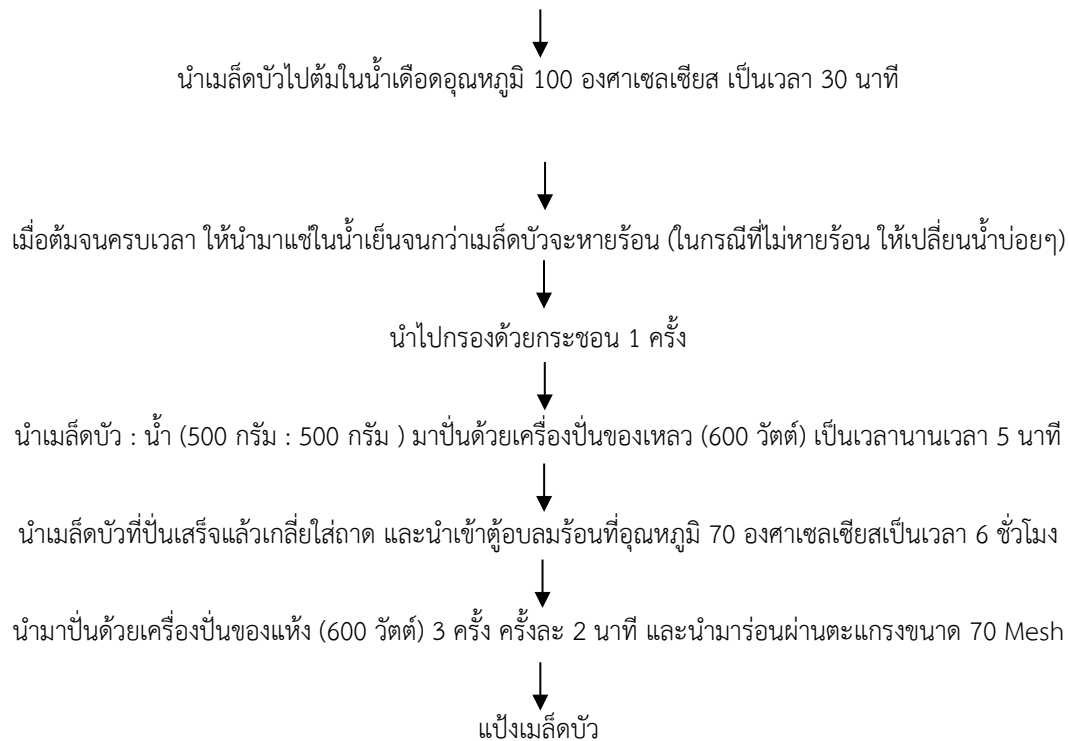 นำเมล็ดบัวไปต้มในน้ำเดือดอุณหภูมิ 100 องศาเซลเซียส เป็นเวลา 30 นาที
เมื่อต้มจนครบเวลา ให้นำมาแช่ในน้ำเย็นจนกว่าเมล็ดบัวจะหายร้อน (ในกรณีที่ไม่หายร้อน ให้เปลี่ยนน้ำบ่อยๆ)
นำไปกรองด้วยกระชอน 1 ครั้ง
นำเมล็ดบัว : น้ำ (500 กรัม : 500 กรัม ) มาปั่นด้วยเครื่องปั่นของเหลว (600 วัตต์) เป็นเวลานานเวลา 5 นาที
นำเมล็ดบัวที่ปั่นเสร็จแล้วเกลี่ยใส่ถาด และนำเข้าตู้อบลมร้อนที่อุณหภูมิ 70 องศาเซลเซียสเป็นเวลา 6 ชั่วโมง
นำมาปั่นด้วยเครื่องปั่นของแห้ง (600 วัตต์) 3 ครั้ง ครั้งละ 2 นาที และนำมาร่อนผ่านตะแกรงขนาด 70 Mesh
แป้งเมล็ดบัว